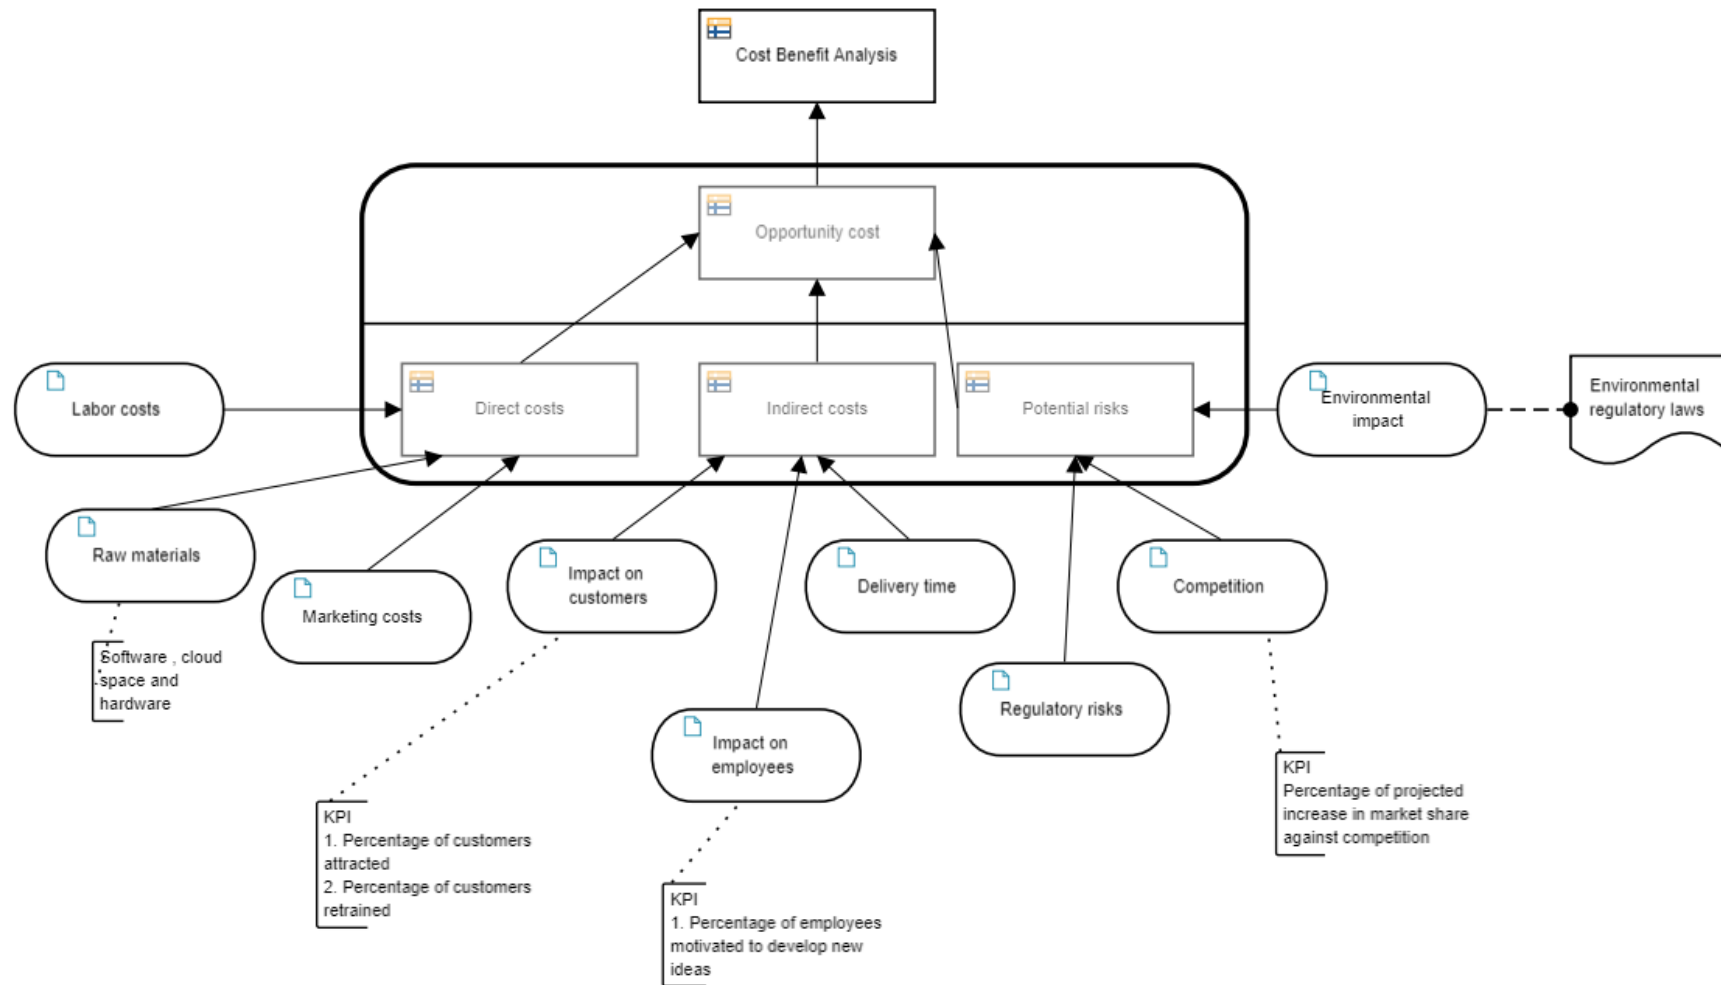 Cost Benefit Analysis
Opportunity cost
Direct costs
Indirect costs
Potential risks
Labor costs
Environmental
impact
Environmental
regulatory laws
Raw materials
Marketing costs
Impact on
customers
Delivery time
Competition
Regulatory risks
Impact on
employees
Software , cloud
space and
hardware
KPI
1. Percentage of customers
attracted
2. Percentage of customers
retrained
KPI
1. Percentage of employees
motivated to develop new
ideas
KPI
Percentage of projected
increase in market share
against competition